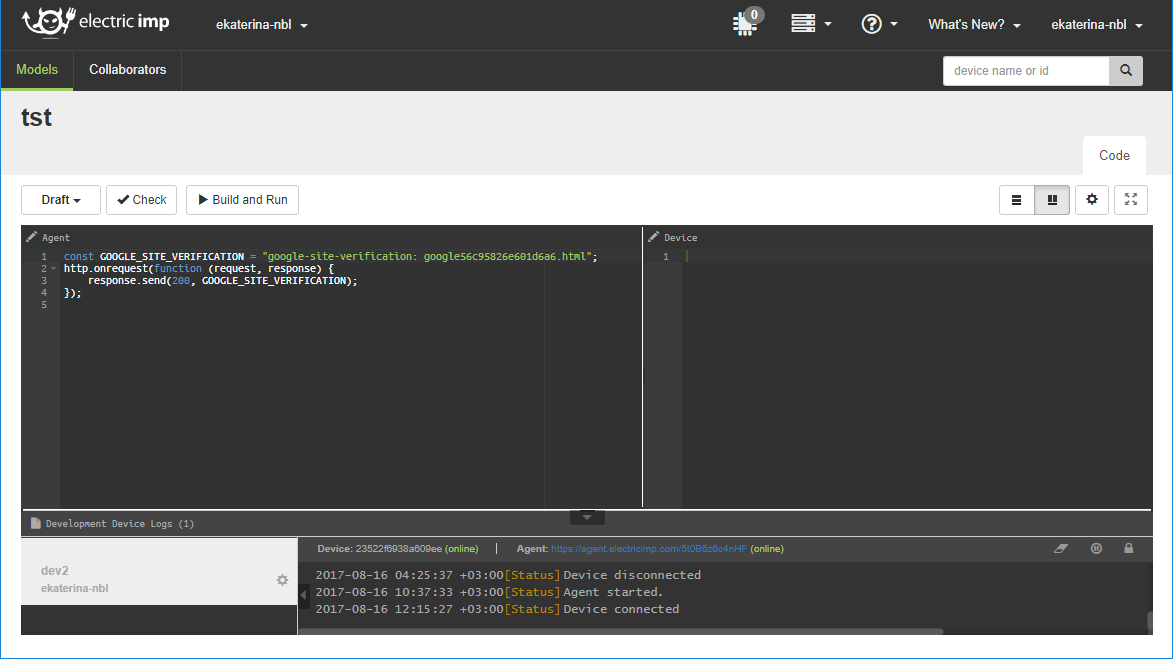 electric imp ekaterina-nbl 0 What's New? ekaterina-nbl
Models Collaborators device name or id
tst
Code
Draft Check Build and Run
Agent Device
1 const GOOGLE_SITE_VERIFICATION = "google-site-verification: google56c95826e601d6a6.html"; 1
2 http.onrequest(function (request, response) {
3 response.send(200, GOOGLE_SITE_VERIFICATION);
4 });
5
Development Device Logs (1)
Device: 23522f6938a609ee (online) | Agent: https://agent.electricimp.com/5t0B6z6c4nHF (online)
dev2
ekaterina-nbl
2017-08-16 04:25:37 +03:00[Status] Device disconnected
2017-08-16 10:37:33 +03:00[Status] Agent started.
2017-08-16 12:15:27 +03:00[Status] Device connected